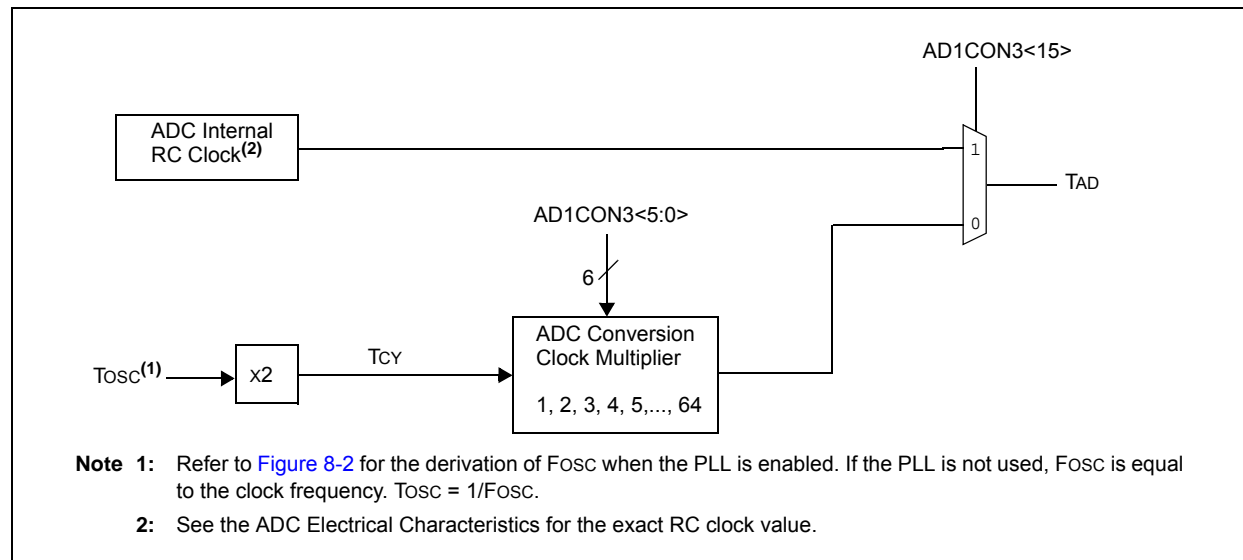 AD1CON3<15>
ADC Internal
RC Clock(2)
1
TAD
0
AD1CON3<5:0>
6
ADC Conversion
Clock Multiplier
1, 2, 3, 4, 5,..., 64
TOSC(1)
X2
TCY
Note 1: Refer to Figure 8-2 for the derivation of FOSC when the PLL is enabled. If the PLL is not used, FOSC is equal
to the clock frequency. TOSC = 1/FOSC.
2: See the ADC Electrical Characteristics for the exact RC clock value.